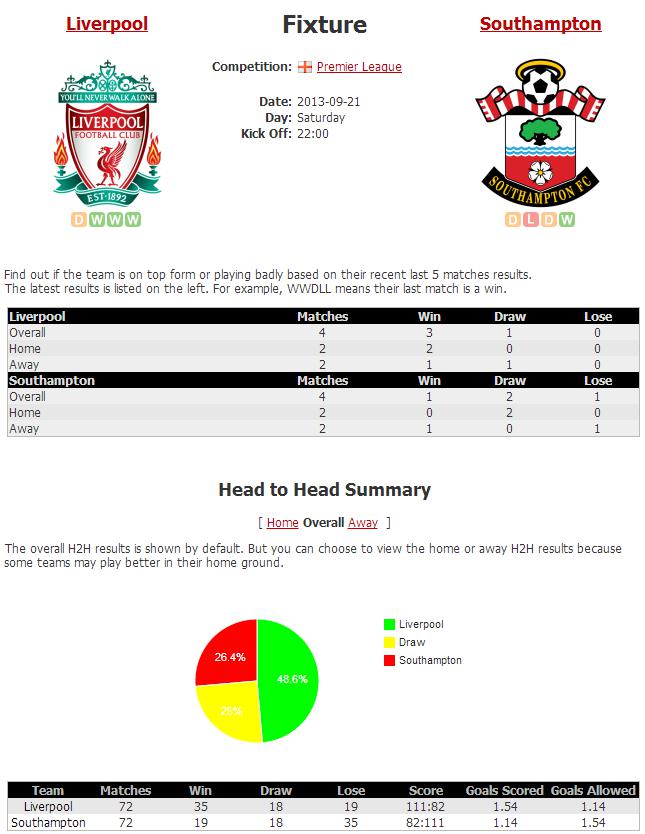 Liverpool
Fixture
Southampton
Competition: Premier League
Date: 2013-09-21
Day: Saturday
Kick Off: 22:00
YOU'LL NEVER WALK ALONE
LIVERPOOL
FOOTBALL CLUB
EST·1892
SOUTHAMPTON FC
D W W W
D L D W
Find out if the team is on top form or playing badly based on their recent last 5 matches results.
The latest results is listed on the left. For example, WWDLL means their last match is a win.
Liverpool Matches Win Draw Lose
Overall 4 3 1 0
Home 2 2 0 0
Away 2 1 1 0
Southampton Matches Win Draw Lose
Overall 4 1 2 1
Home 2 0 2 0
Away 2 1 0 1
Head to Head Summary
[ Home Overall Away ]
The overall H2H results is shown by default. But you can choose to view the home or away H2H results because
some teams may play better in their home ground.
26.4%
48.6%
25%
Liverpool
Draw
Southampton
Team Matches Win Draw Lose Score Goals Scored Goals Allowed
Liverpool 72 35 18 19 111:82 1.54 1.14
Southampton 72 19 18 35 82:111 1.14 1.54